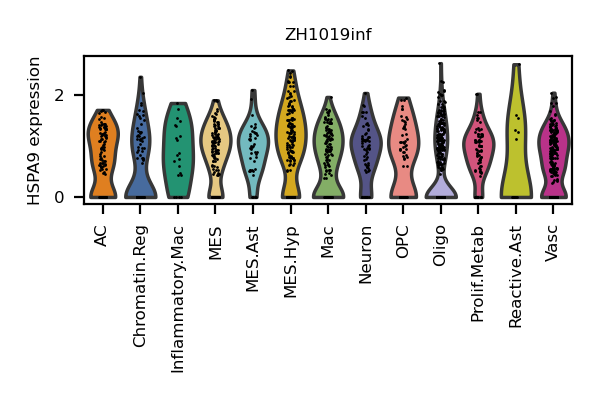 ZH1019inf
HSPA9 expression
2
0
AC
Chromatin.Reg
Inflammatory.Mac
MES
MES.Ast
MES.Hyp
Mac
Neuron
OPC
Oligo
Prolif.Metab
Reactive.Ast
Vasc